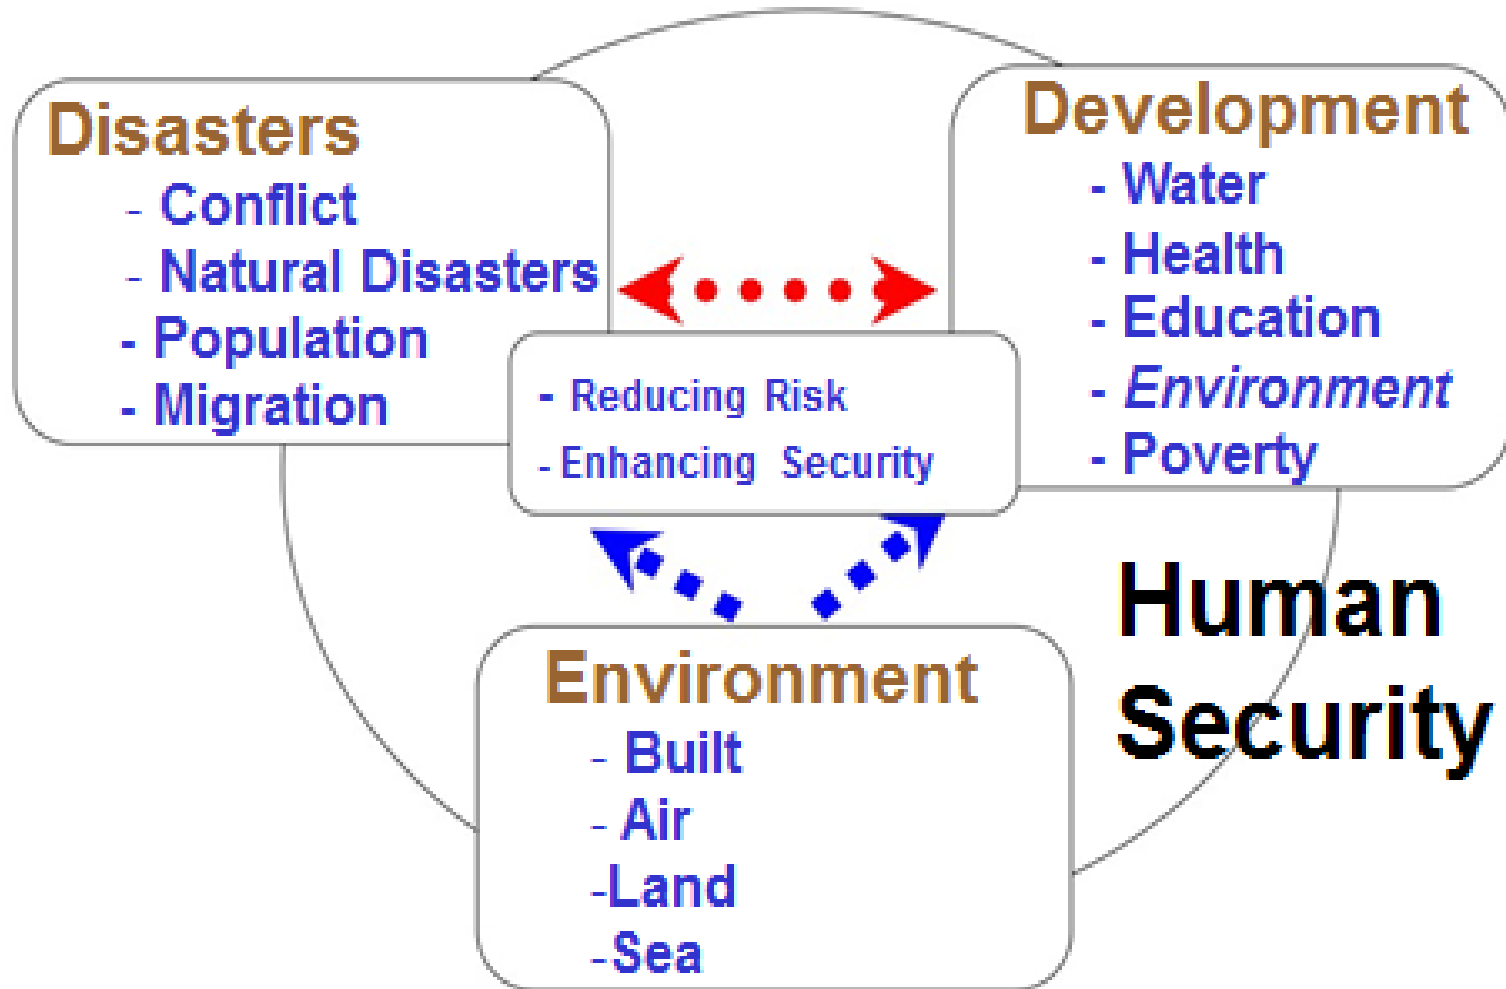 Disasters
- Conflict
- Natural Disasters
- Population
- Migration
Development
- Water
- Health
- Education
- Environment
- Poverty
- Reducing Risk
- Enhancing Security
Environment
- Built
- Air
-Land
-Sea
Human
Security